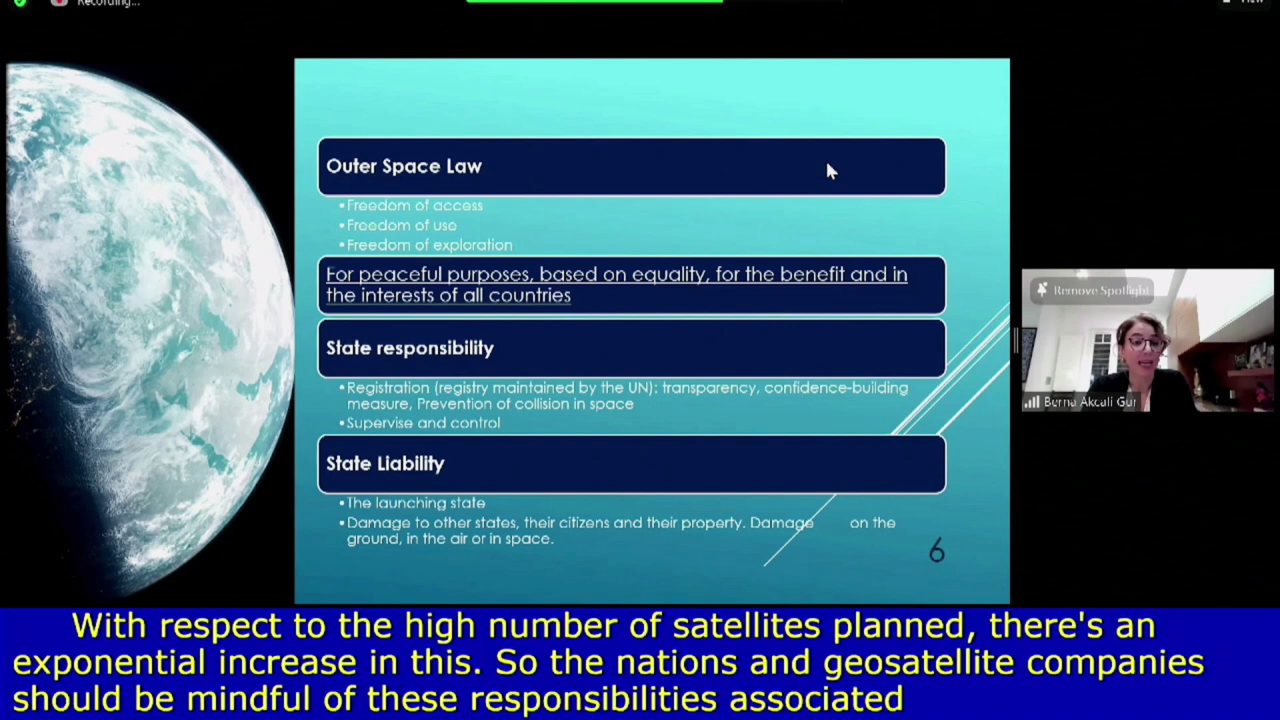 Recording...
View
Outer Space Law
•Freedom of access
•Freedom of use
•Freedom of exploration
For peaceful purposes, based on equality, for the benefit and in
the interests of all countries
State responsibility
•Registration (registry maintained by the UN): transparency, confidence-building
measure, Prevention of collision in space
•Supervise and control
State Liability
•The launching state
•Damage to other states, their citizens and their property. Damage on the
ground, in the air or in space.
6
Remove Spotlight
Berna Akcali Gur
With respect to the high number of satellites planned, there's an
exponential increase in this. So the nations and geosatellite companies
should be mindful of these responsibilities associated